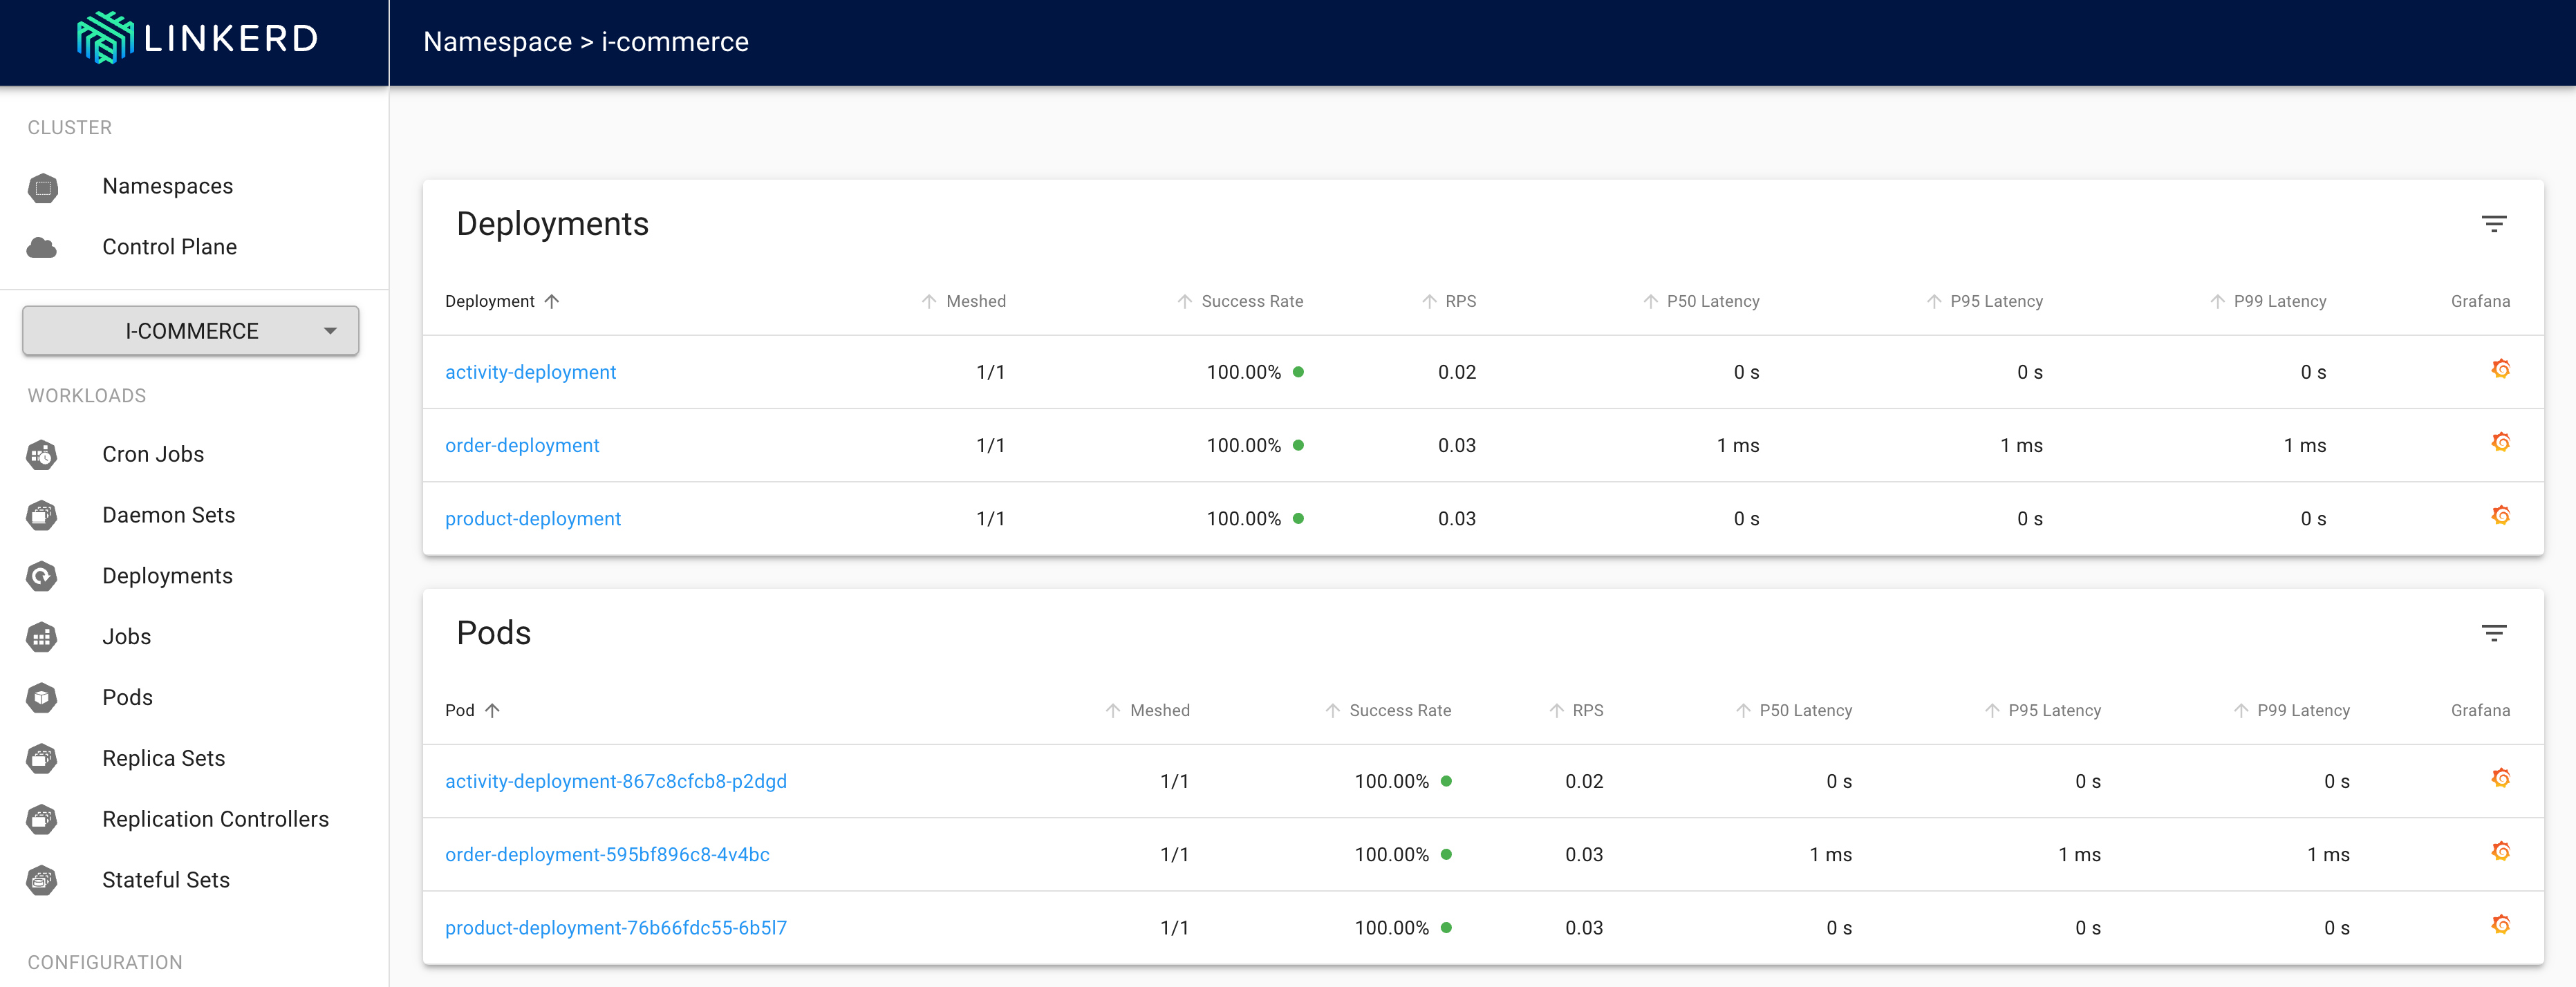 LINKERD
Namespace > i-commerce
CLUSTER
Namespaces
Control Plane
I-COMMERCE
WORKLOADS
Cron Jobs
Daemon Sets
Deployments
Jobs
Pods
Replica Sets
Replication Controllers
Stateful Sets
CONFIGURATION
Deployments
Deployment Meshed Success Rate RPS P50 Latency P95 Latency P99 Latency Grafana
activity-deployment 1/1 100.00% 0.02 0 s 0 s 0 s
order-deployment 1/1 100.00% 0.03 1 ms 1 ms 1 ms
product-deployment 1/1 100.00% 0.03 0 s 0 s 0 s
Pods
Pod Meshed Success Rate RPS P50 Latency P95 Latency P99 Latency Grafana
activity-deployment-867c8cfcb8-p2dgd 1/1 100.00% 0.02 0 s 0 s 0 s
order-deployment-595bf896c8-4v4bc 1/1 100.00% 0.03 1 ms 1 ms 1 ms
product-deployment-76b66fdc55-6b5l7 1/1 100.00% 0.03 0 s 0 s 0 s